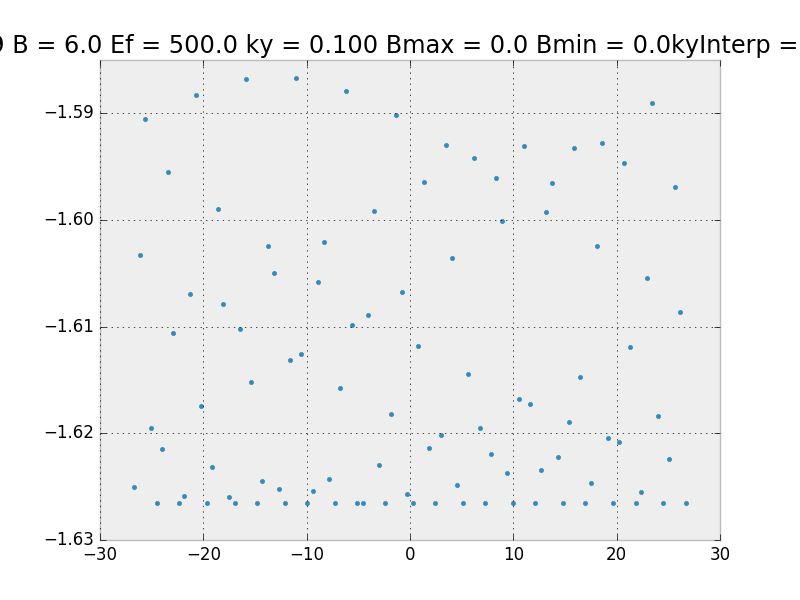 B = 6.0 Ef = 500.0 ky = 0.100 Bmax = 0.0 Bmin = 0.0kyInterp =
−1.59
−1.60
−1.61
−1.62
−1.63
−30 −20 −10 0 10 20 30